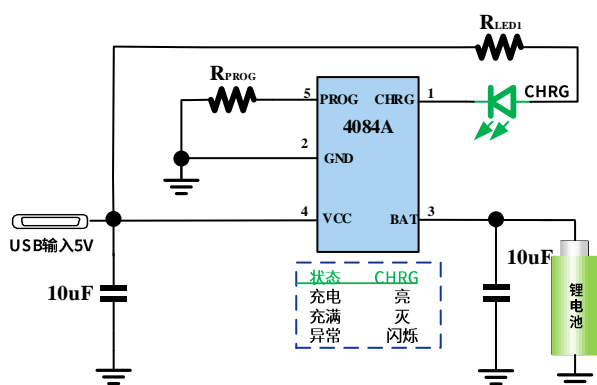 RLED1
RPROG
CHRG
5
PROG
CHRG
1
4084A
2
GND
4
VCC
BAT
3
USB输入5V
10uF
10uF
锂电池
状态 CHRG
充电 亮
充满 灭
异常 闪烁